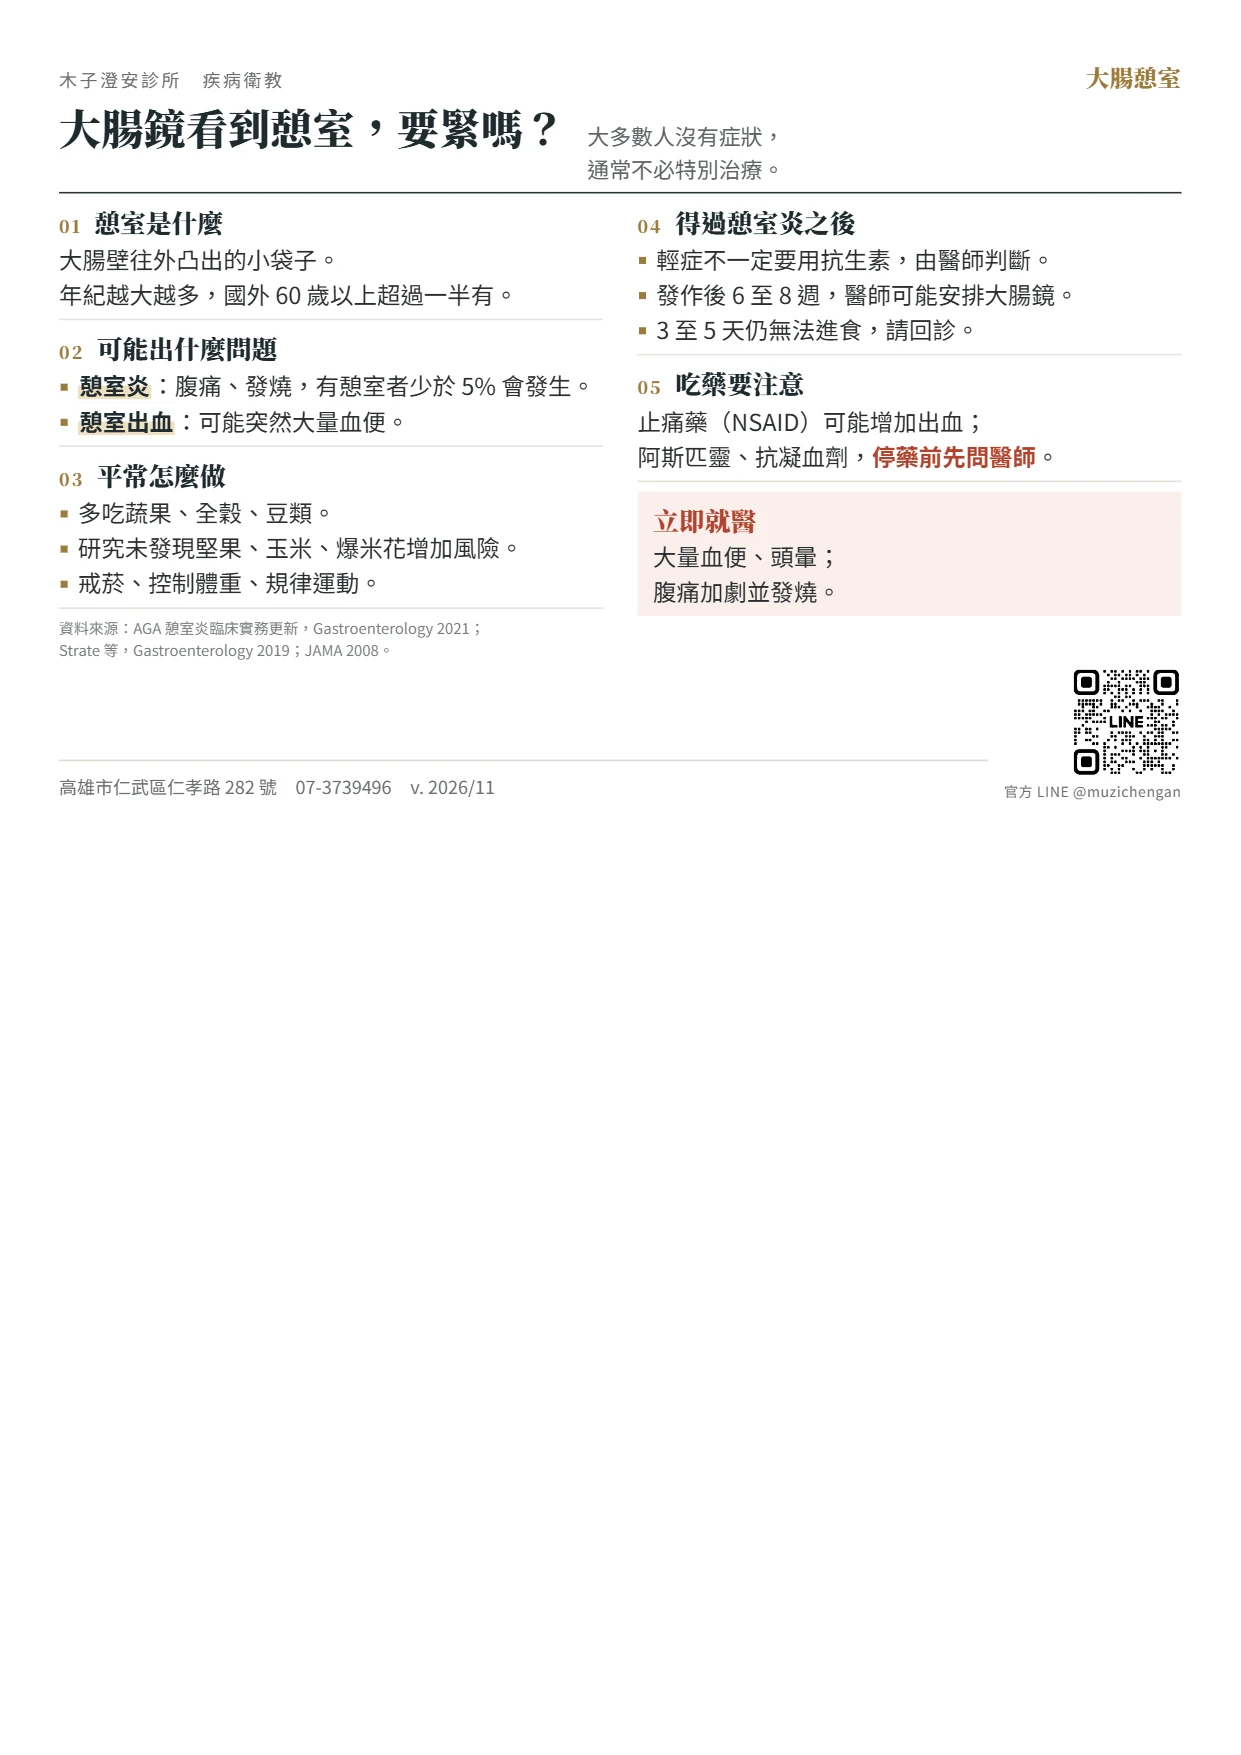 木子澄安診所　疾病衛教
大腸憩室
大腸鏡看到憩室，要緊嗎？
大多數人沒有症狀，
通常不必特別治療。
01 憩室是什麼
大腸壁往外凸出的小袋子。
年紀越大越多，國外 60 歲以上超過一半有。
02 可能出什麼問題
▪ 憩室炎：腹痛、發燒，有憩室者少於 5% 會發生。
▪ 憩室出血：可能突然大量血便。
03 平常怎麼做
▪ 多吃蔬果、全穀、豆類。
▪ 研究未發現堅果、玉米、爆米花增加風險。
▪ 戒菸、控制體重、規律運動。
資料來源：AGA 憩室炎臨床實務更新，Gastroenterology 2021；
Strate 等，Gastroenterology 2019；JAMA 2008。
04 得過憩室炎之後
▪ 輕症不一定要用抗生素，由醫師判斷。
▪ 發作後 6 至 8 週，醫師可能安排大腸鏡。
▪ 3 至 5 天仍無法進食，請回診。
05 吃藥要注意
止痛藥（NSAID）可能增加出血；
阿斯匹靈、抗凝血劑，停藥前先問醫師。
立即就醫
大量血便、頭暈；
腹痛加劇並發燒。
LINE
高雄市仁武區仁孝路 282 號　07-3739496　v. 2026/11
官方 LINE @muzichengan